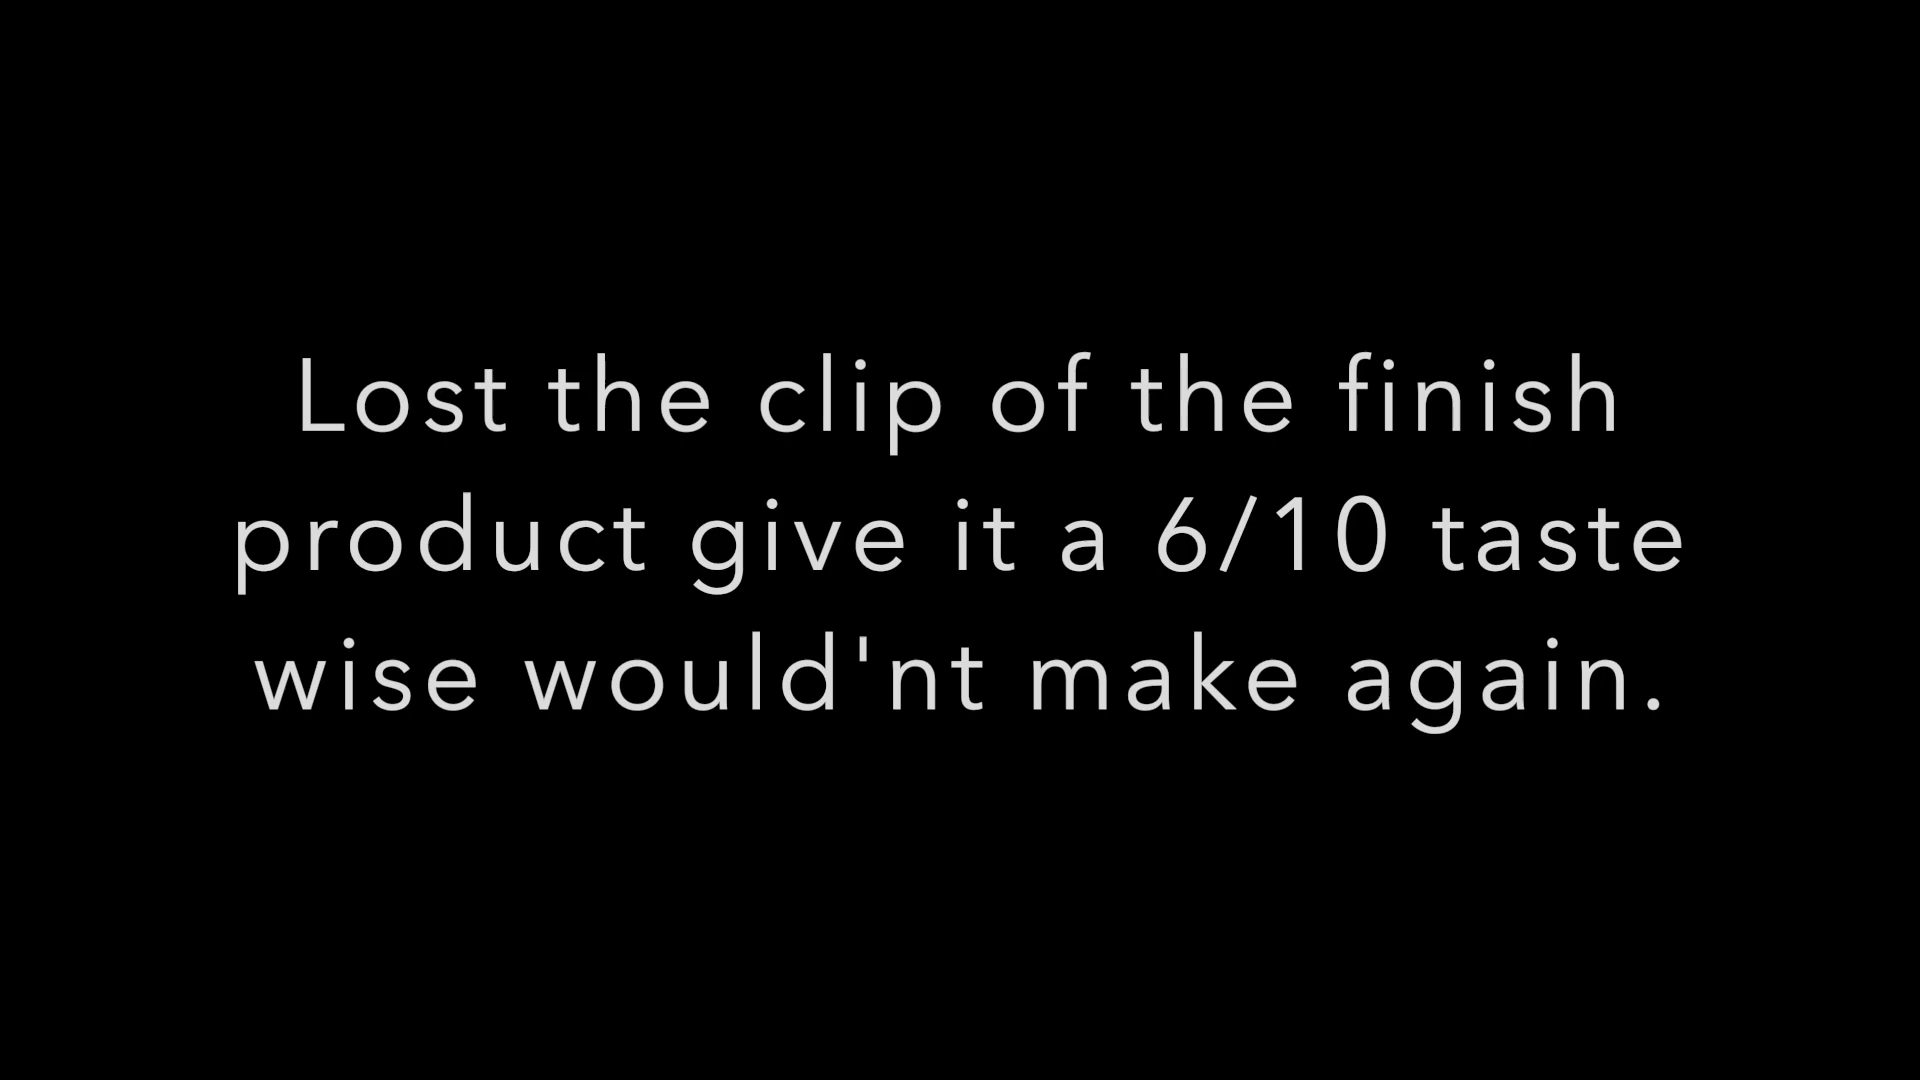 Lost the clip of the finish
product give it a 6/10 taste
wise would'nt make again.